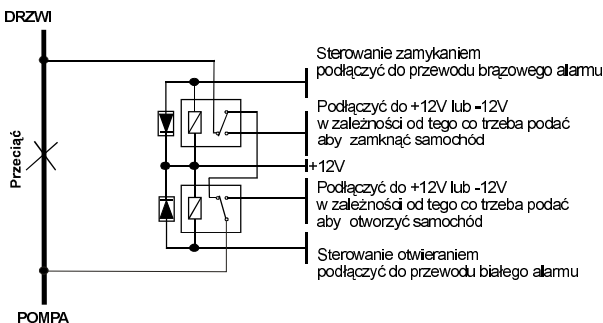 DRZWI
Sterowanie zamykaniem
podłączyć do przewodu brązowego alarmu
Podłączyć do +12V lub -12V
w zależności od tego co trzeba podać
aby zamknąć samochód
Przeciąć
+12V
Podłączyć do +12V lub -12V
w zależności od tego co trzeba podać
aby otworzyć samochód
Sterowanie otwieraniem
podłączyć do przewodu białego alarmu
POMPA